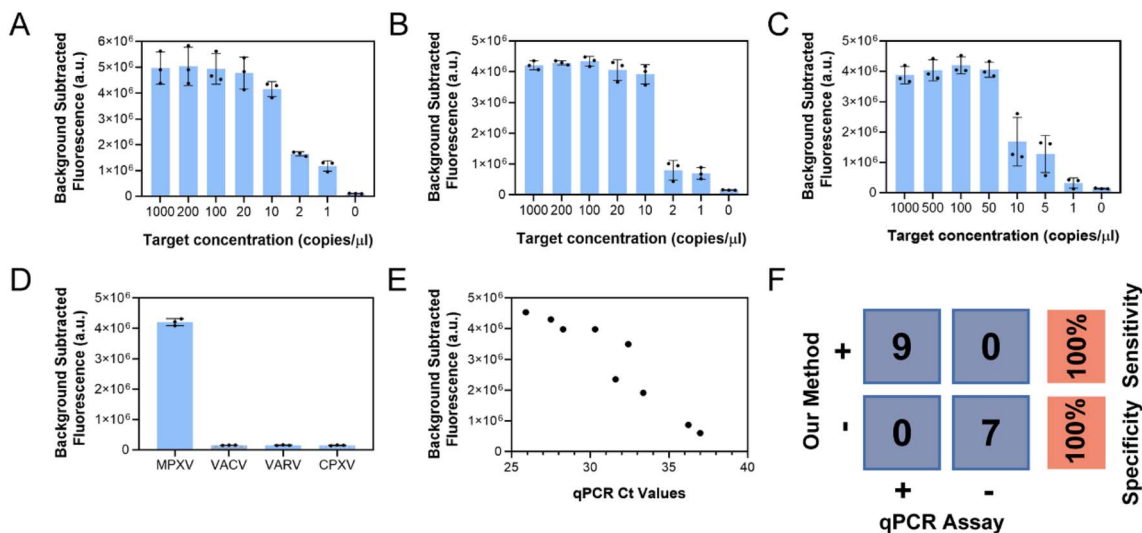 A
Background Subtracted
Fluorescence (a.u.)
6×10⁶
5×10⁶
4×10⁶
3×10⁶
2×10⁶
1×10⁶
0
1000 200 100 20 10 2 1 0
Target concentration (copies/μl)
B
Background Subtracted
Fluorescence (a.u.)
5×10⁶
4×10⁶
3×10⁶
2×10⁶
1×10⁶
0
1000 200 100 20 10 2 1 0
Target concentration (copies/μl)
C
Background Subtracted
Fluorescence (a.u.)
5×10⁶
4×10⁶
3×10⁶
2×10⁶
1×10⁶
0
1000 500 100 50 10 5 1 0
Target concentration (copies/μl)
D
Background Subtracted
Fluorescence (a.u.)
5×10⁶
4×10⁶
3×10⁶
2×10⁶
1×10⁶
0
MPXV VACV VARV CPXV
E
Background Subtracted
Fluorescence (a.u.)
5×10⁶
4×10⁶
3×10⁶
2×10⁶
1×10⁶
0
25 30 35 40
qPCR Ct Values
F
Our Method
+ 9 0 100% Sensitivity
- 0 7 100% Specificity
+ -
qPCR Assay